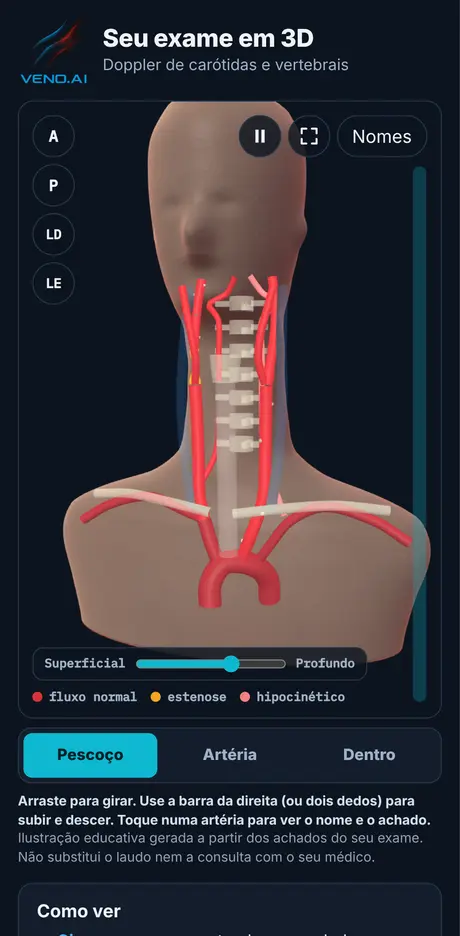 VENO.AI
Seu exame em 3D
Doppler de carótidas e vertebrais
A
Nomes
P
LD
LE
Superficial
Profundo
fluxo normal
estenose
hipocinético
Pescoço
Artéria
Dentro
Arraste para girar. Use a barra da direita (ou dois dedos) para
subir e descer. Toque numa artéria para ver o nome e o achado.
Ilustração educativa gerada a partir dos achados do seu exame.
Não substitui o laudo nem a consulta com o seu médico.
Como ver